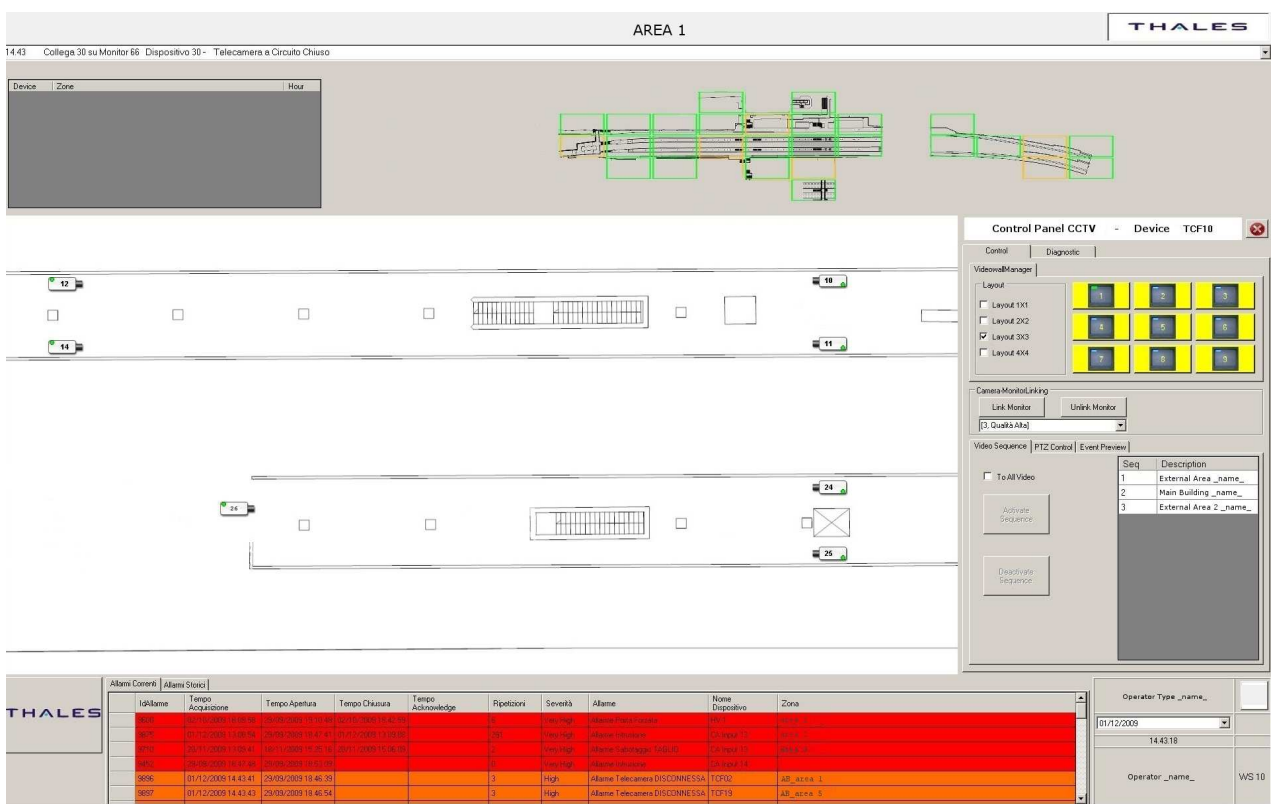 AREA 1
THALES
14.43 Collega 30 su Monitor 66 Dispositivo 30 - Telecamera a Circuito Chiuso
Device Zone Hour
Control Panel CCTV - Device TCF10
Control Diagnostic
VideowallManager
Layout
Layout 1X1
Layout 2X2
Layout 3X3
Layout 4X4
1 2 3
4 5 6
7 8 9
Camera-MonitorLinking
Link Monitor Unlink Monitor
[3, Qualità Alta]
Video Sequence PTZ Control Event Preview
To All Video
Activate Sequence
Deactivate Sequence
Seq Description
1 External Area _name_
2 Main Building _name_
3 External Area 2 _name_
12 10
14 11
24
26
25
THALES
Allarmi Correnti Allarmi Storici
IdAllarme Tempo Acquisizione Tempo Apertura Tempo Chiusura Tempo Acknowledge Ripetizioni Severità Allarme Nome Dispositivo Zona
Very High
Very High Allarme Intrusione
Very High Allarme Sabotaggio
Very High Allarme Intrusione
9896 01/12/2009 14.43.41 29/09/2009 18.46.39 3 High Allarme Telecamera DISCONNESSA TCF02 AB_area 1
9897 01/12/2009 14.43.43 29/09/2009 18.46.54 3 High Allarme Telecamera DISCONNESSA TCF19
Operator Type _name_
01/12/2009
14.43.18
Operator _name_ WS 10